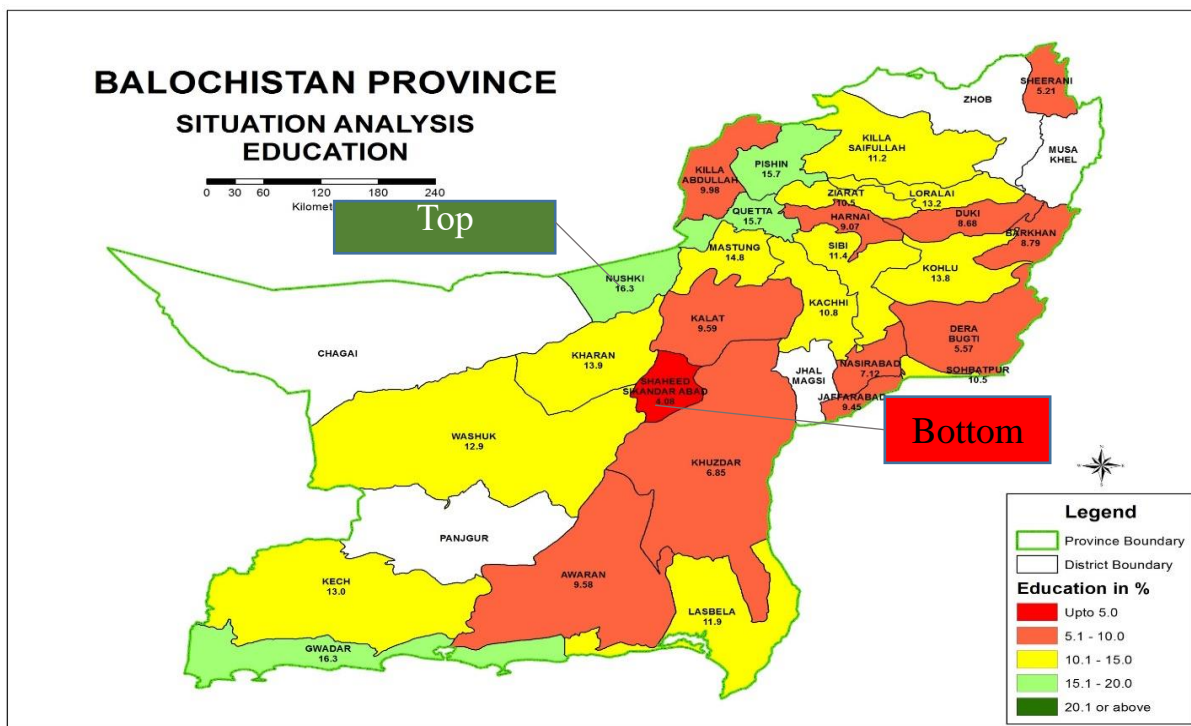 BALOCHISTAN PROVINCE
SITUATION ANALYSIS
EDUCATION
0 30 60 120 180 240
Kilomet
Top
SHEERANI
5.21
ZHOB
MUSA
KHEL
KILLA
SAIFULLAH
11.2
PISHIN
15.7
KILLA
ABDULLAH
9.98
ZIARAT
10.5
LORALAI
13.2
QUETTA
15.7
HARNAI
9.07
DUKI
8.68
BARKHAN
8.79
MASTUNG
14.8
SIBI
11.4
KOHLU
13.8
NUSHKI
16.3
KACHHI
10.8
KALAT
9.59
DERA
BUGTI
5.57
CHAGAI
KHARAN
13.9
JHAL
MAGSI
NASIRABAD
7.12
SOHBATPUR
10.5
SHAHEED
SIKANDAR ABAD
4.09
JAFFARABAD
9.45
Bottom
WASHUK
12.9
KHUZDAR
6.85
PANJGUR
AWARAN
9.58
KECH
13.0
LASBELA
11.9
GWADAR
16.3
Legend
Province Boundary
District Boundary
Education in %
Upto 5.0
5.1 - 10.0
10.1 - 15.0
15.1 - 20.0
20.1 or above